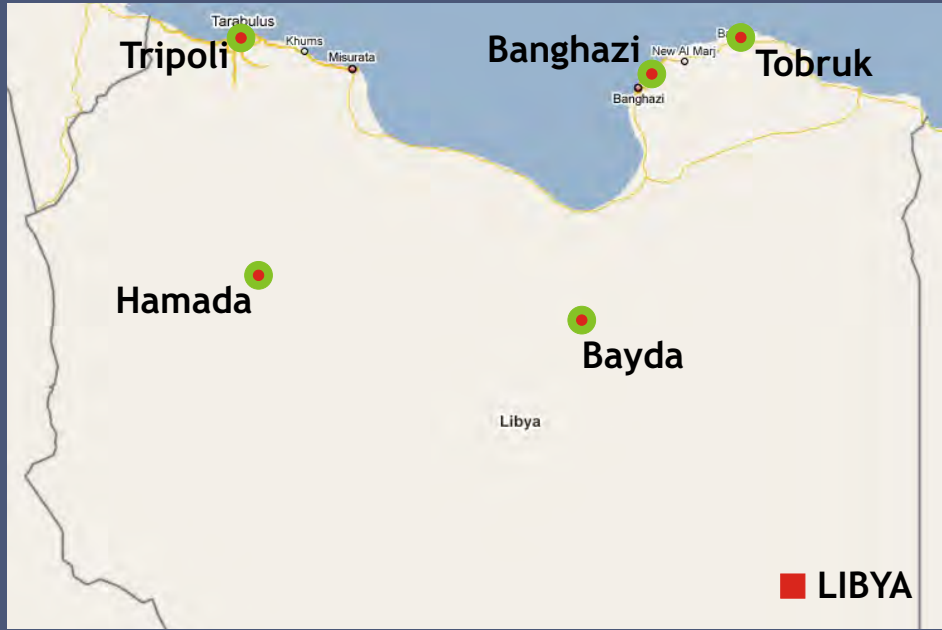 Tarabulus
Tripoli
Khums
Misurata
Banghazi
New Al Marj
Tobruk
Banghazi
Hamada
Bayda
Libya
LIBYA